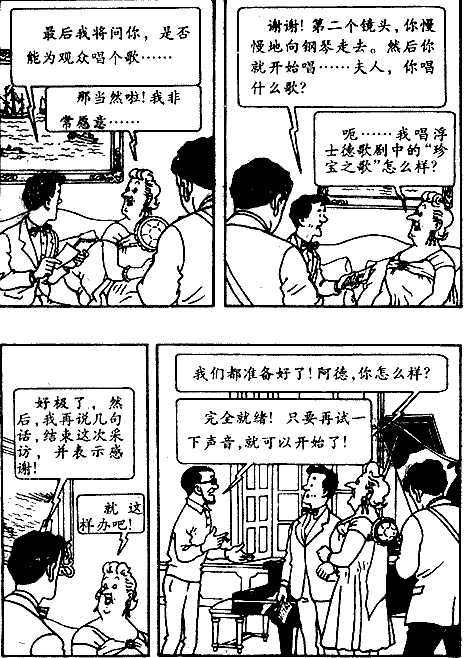 最后我将问你，是否
能为观众唱个歌……
那当然啦！我非
常愿意……
谢谢！第二个镜头，你慢
慢地向钢琴走去。然后你
就开始唱……夫人，你唱
什么歌？
呃……我唱浮
士德歌剧中的“珍
宝之歌”怎么样？
好极了，然
后，我再说几句
话，结束这次采
访，并表示感
谢！
就这
样办吧！
我们都准备好了！阿德，你怎么样？
完全就绪！只要再试一
下声音，就可以开始了！